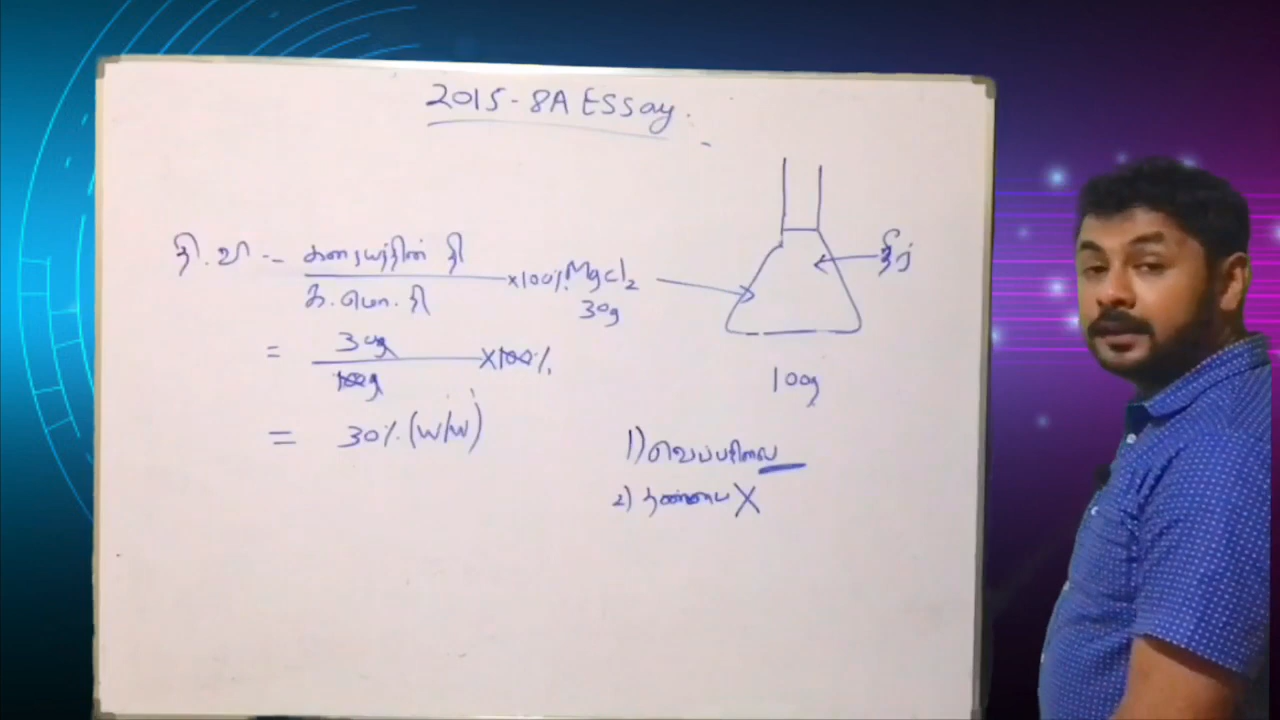 2015-8A ESSay.
தி.வி = கரையத்தின் தி ×100%
க.மொ.தி
= 30g ×100%
100g
= 30%(w/w)
MgCl2
30g
நீர்
100g
1) வெப்பநிலை
2) தன்மை X